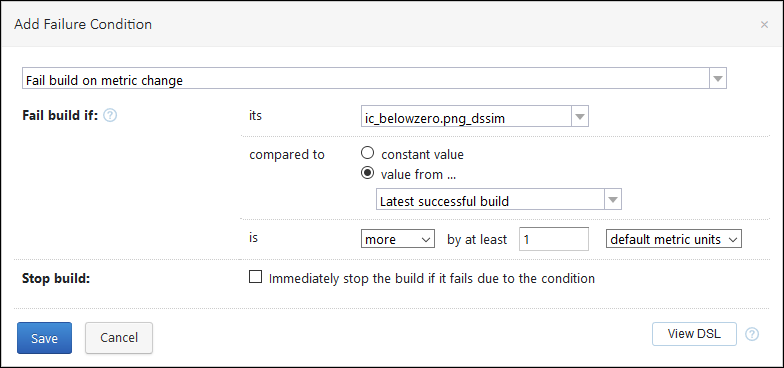 Add Failure Condition ×
Fail build on metric change
Fail build if: ? its ic_belowzero.png_dssim
compared to constant value
value from ...
Latest successful build
is more by at least 1 default metric units
Stop build: Immediately stop the build if it fails due to the condition
Save Cancel View DSL ?